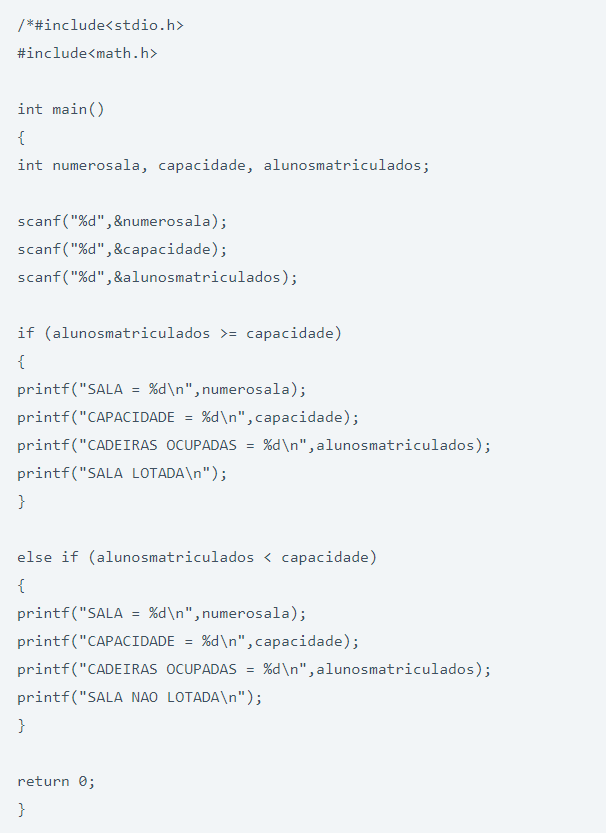 /*#include<stdio.h>
#include<math.h>
int main()
{
int numerosala, capacidade, alunosmatriculados;
scanf("%d",&numerosala);
scanf("%d",&capacidade);
scanf("%d",&alunosmatriculados);
if (alunosmatriculados >= capacidade)
{
printf("SALA = %d\n",numerosala);
printf("CAPACIDADE = %d\n",capacidade);
printf("CADEIRAS OCUPADAS = %d\n",alunosmatriculados);
printf("SALA LOTADA\n");
}
else if (alunosmatriculados < capacidade)
{
printf("SALA = %d\n",numerosala);
printf("CAPACIDADE = %d\n",capacidade);
printf("CADEIRAS OCUPADAS = %d\n",alunosmatriculados);
printf("SALA NAO LOTADA\n");
}
return 0;
}